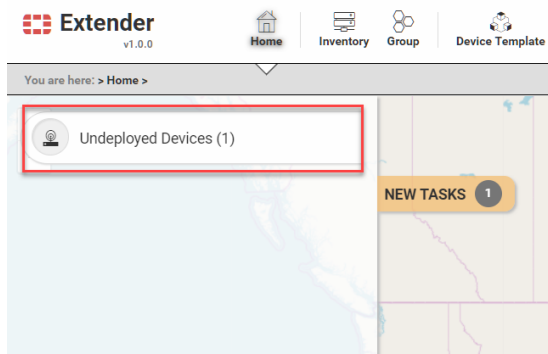 Extender
v1.0.0
Home
Inventory
Group
Device Template
You are here: > Home >
Undeployed Devices (1)
NEW TASKS 1